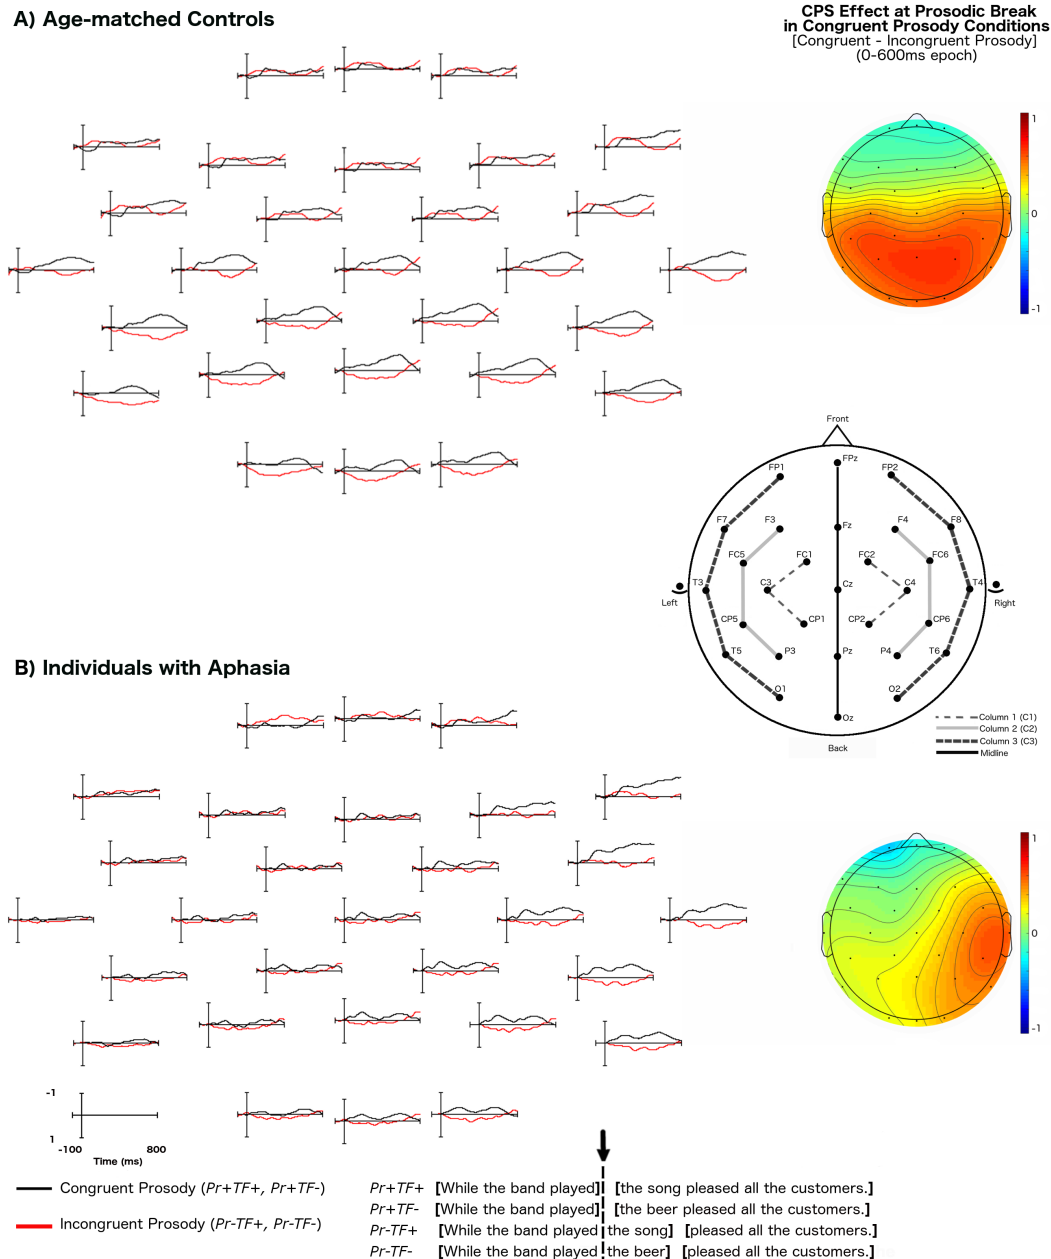 A) Age-matched Controls
CPS Effect at Prosodic Break
in Congruent Prosody Conditions
[Congruent - Incongruent Prosody]
(0-600ms epoch)
1
0
-1
Front
FPz
FP1
FP2
F7
F3
Fz
F4
F8
FC5
FC1
FC2
FC6
T3
C3
Cz
C4
T4
Left
Right
CP5
CP1
CP2
CP6
T5
P3
Pz
P4
T6
O1
O2
Oz
Back
Column 1 (C1)
Column 2 (C2)
Column 3 (C3)
Midline
B) Individuals with Aphasia
1
0
-1
-1
1
-100 800
Time (ms)
Congruent Prosody (Pr+TF+, Pr+TF-)
Incongruent Prosody (Pr-TF+, Pr-TF-)
Pr+TF+ [While the band played] [the song pleased all the customers.]
Pr+TF- [While the band played] [the beer pleased all the customers.]
Pr-TF+ [While the band played the song] [pleased all the customers.]
Pr-TF- [While the band played the beer] [pleased all the customers.]